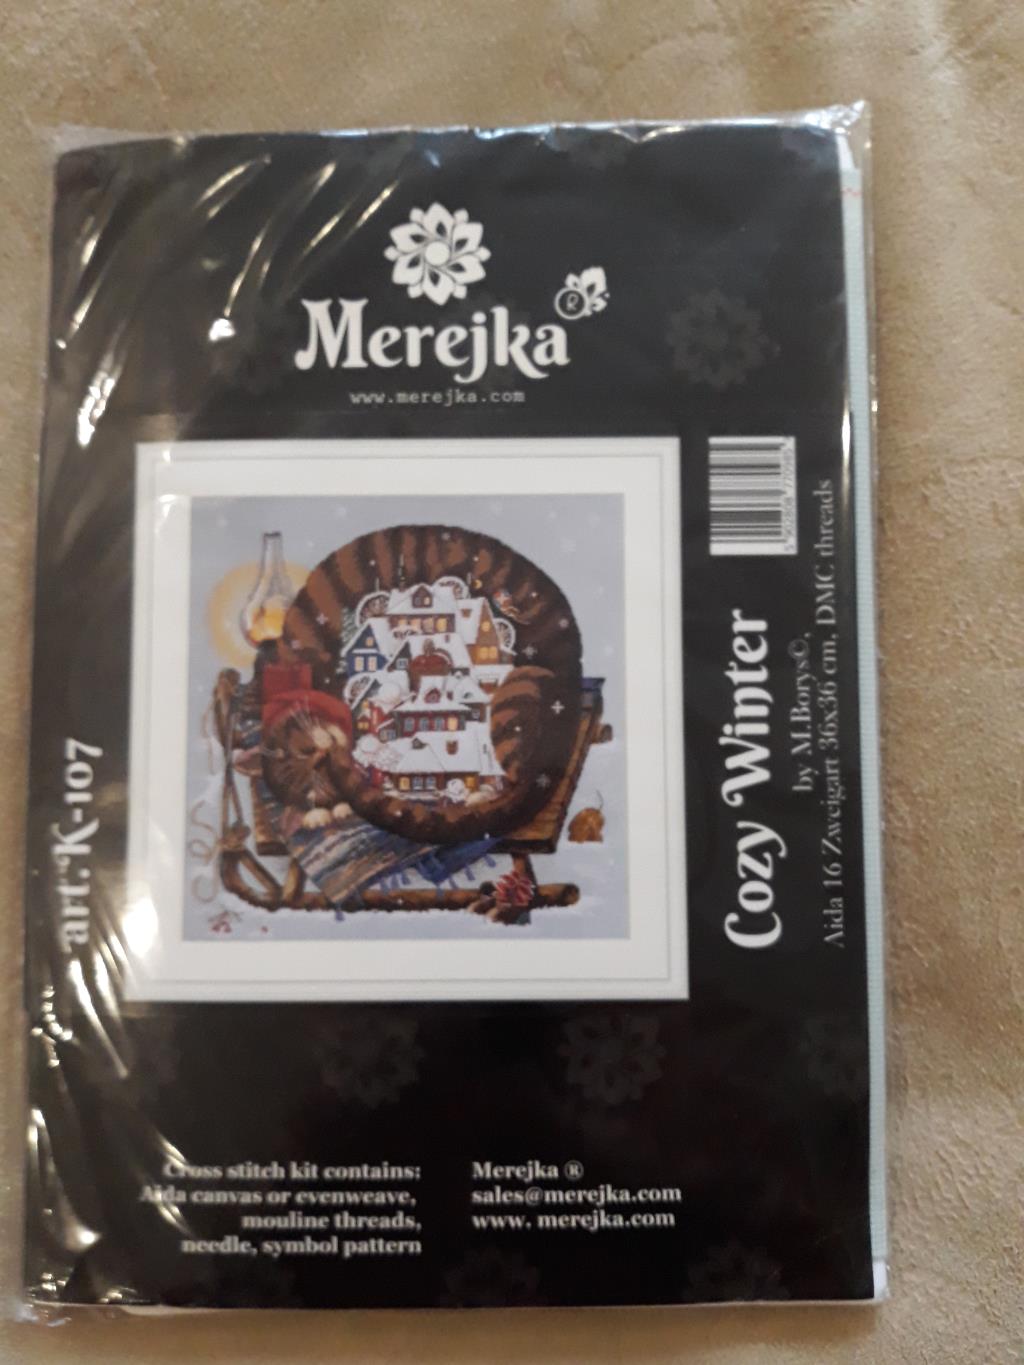 Merejka
®
www.merejka.com
art.K-107
Cozy Winter
by M.Borys©,
Aida 16 Zweigart 36x36 cm, DMC threads
Cross stitch kit contains:
Aida canvas or evenweave,
mouline threads,
needle, symbol pattern
Merejka ®
sales@merejka.com
www. merejka.com